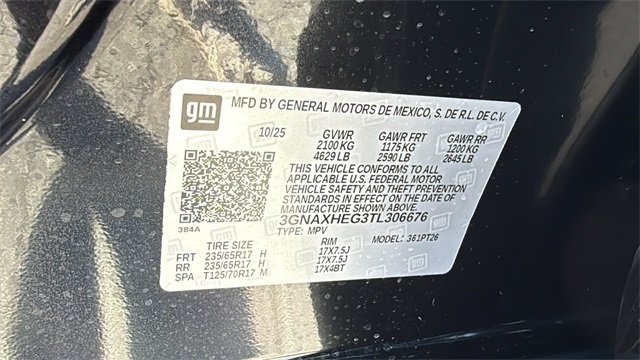 gm MFD BY GENERAL MOTORS DE MEXICO, S. DE R.L. DE C.V.
10/25 GVWR GAWR FRT GAWR RR
2100 KG 1175 KG 1200 KG
4629 LB 2590 LB 2645 LB
THIS VEHICLE CONFORMS TO ALL
APPLICABLE U.S. FEDERAL MOTOR
VEHICLE SAFETY AND THEFT PREVENTION
STANDARDS IN EFFECT ON THE DATE
OF MANUFACTURE SHOWN ABOVE.
384A 3GNAXHEG3TL306676
TYPE: MPV MODEL: 361PT26
TIRE SIZE RIM
FRT 235/65R17 H 17X7.5J
RR 235/65R17 H 17X7.5J
SPA T125/70R17 M 17X4BT